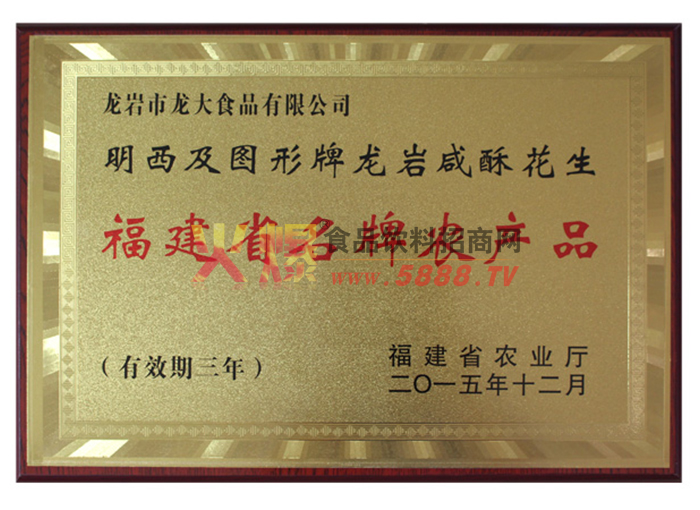 龙岩市龙大食品有限公司
明西及图形牌龙岩咸酥花生
福建省名牌农产品
火爆 食品饮料招商网
www.5888.TV
（有效期三年）
福建省农业厅
二〇一五年十二月